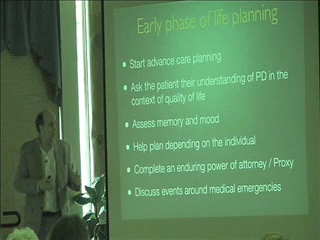 Early phase of life planning
• Start advance care planning
• Ask the patient their understanding of PD in the
context of quality of life
• Assess memory and mood
• Help plan depending on the individual
• Complete an enduring power of attorney / Proxy
• Discuss events around medical emergencies